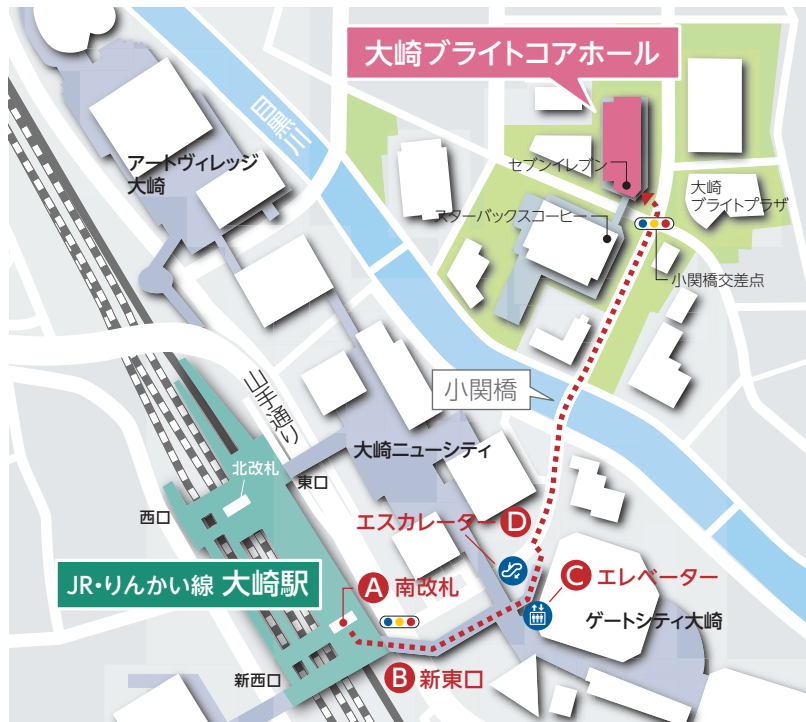 大崎ブライトコアホール
目黒川
アートヴィレッジ
大崎
セブンイレブン
大崎
ブライトプラザ
スターバックスコーヒー
小関橋交差点
小関橋
山手通り
大崎ニューシティ
北改札
東口
西口
エスカレーター D
JR・りんかい線 大崎駅
A 南改札
C エレベーター
ゲートシティ大崎
B 新東口
新西口